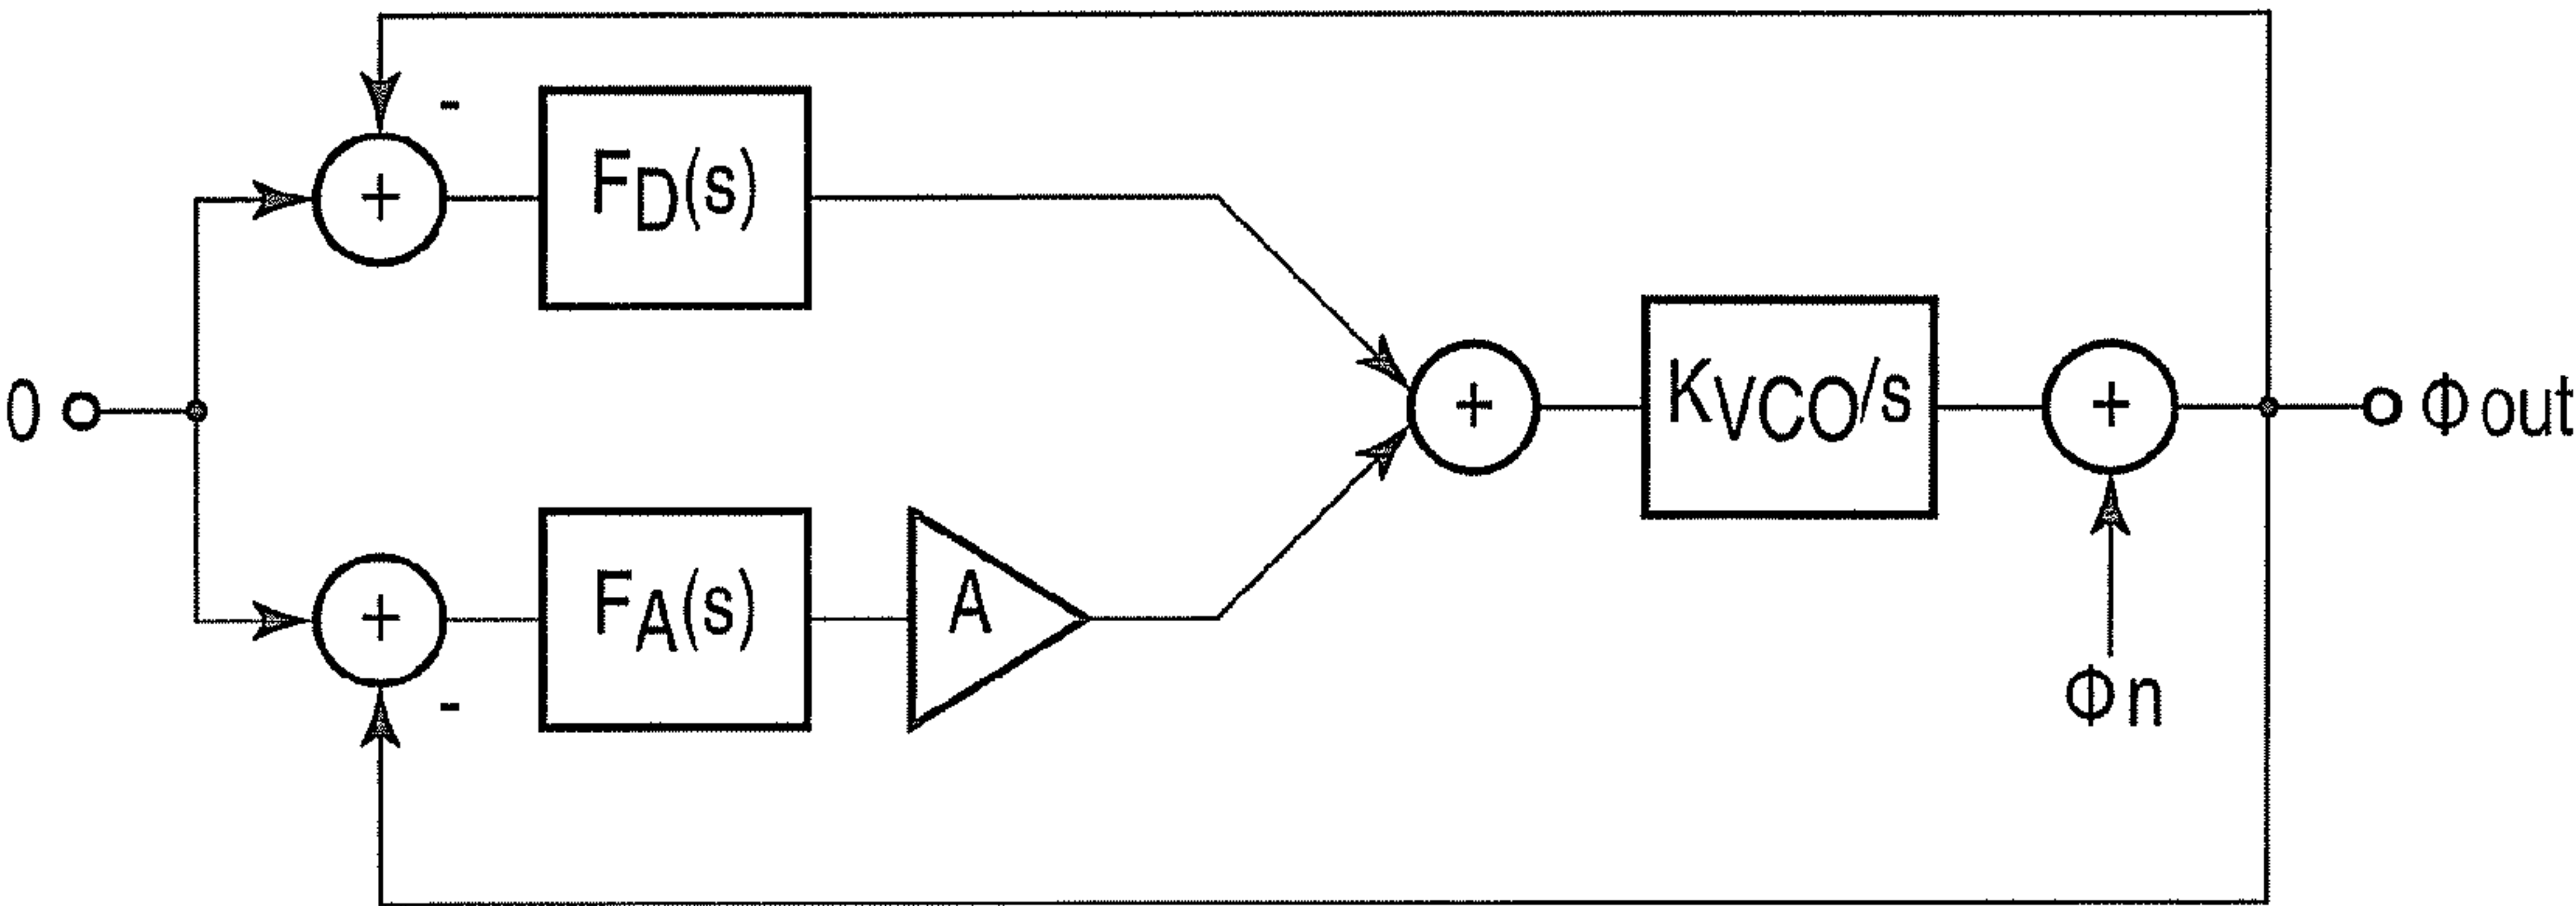 -
+
FD(s)
0
+
KVCO/s
+
Φout
+
FA(s)
A
-
Φn